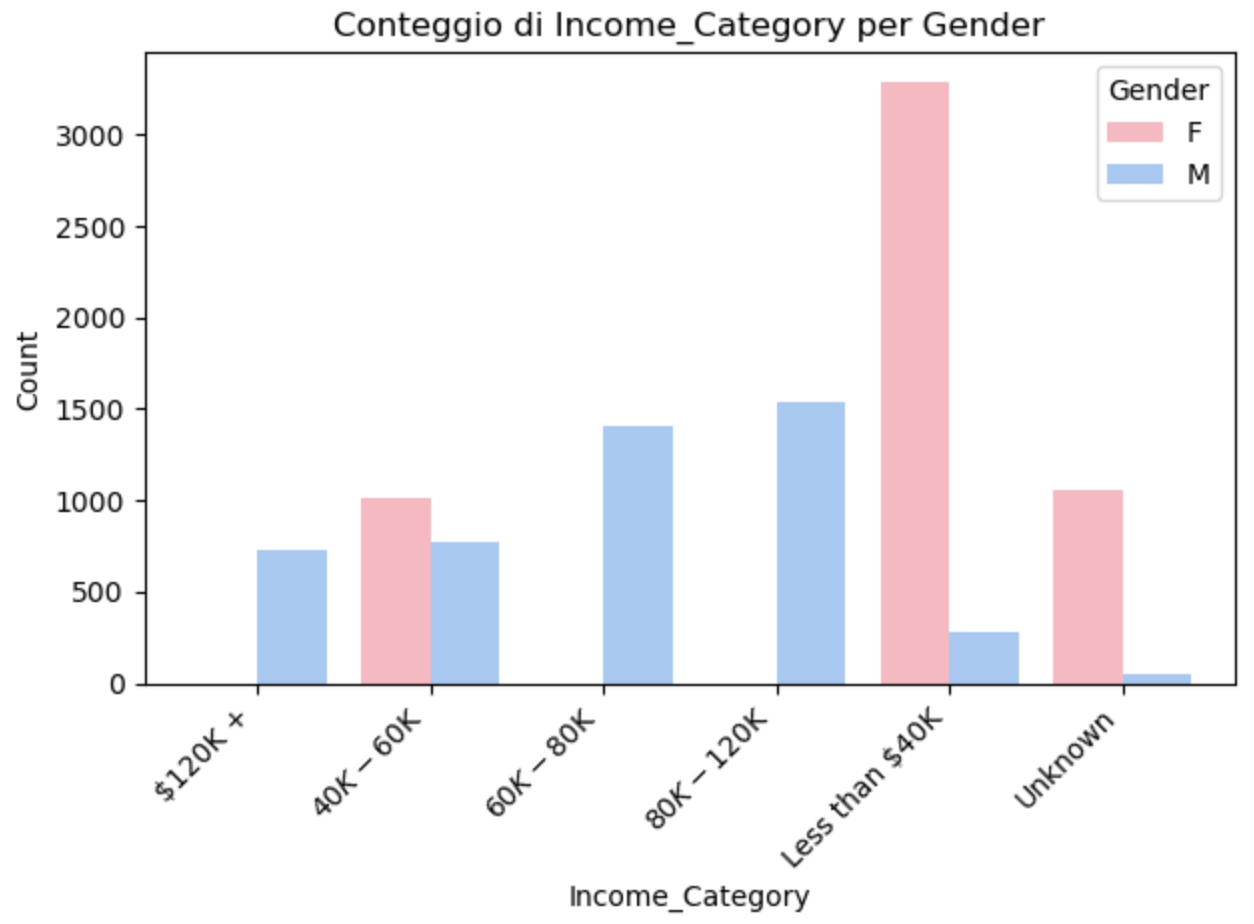 Conteggio di Income_Category per Gender
Gender
F
M
Count
3000
2500
2000
1500
1000
500
0
$120K +
40K − 60K
60K − 80K
80K − 120K
Less than $40K
Unknown
Income_Category